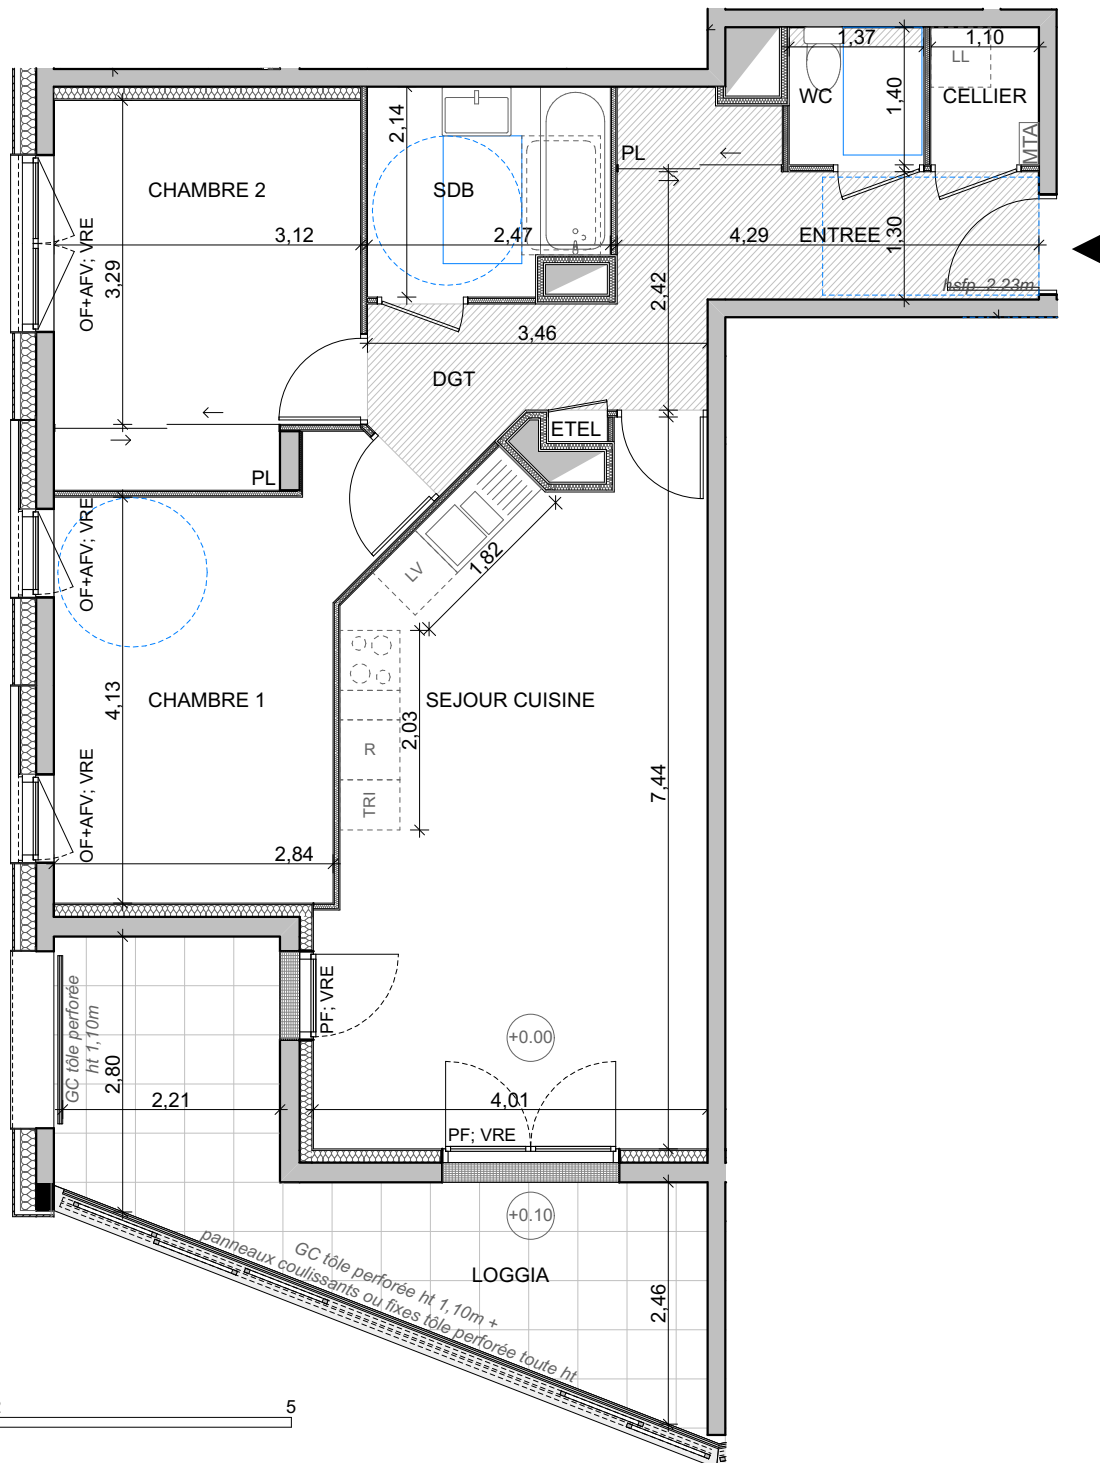 1,37
1,10
LL
WC
1,40
CELLIER
MTA
2,14
PL
CHAMBRE 2
SDB
3,12
2,47
4,29
ENTREE
1,30
OF+AFV; VRE
3,29
2,42
hsfp 2,23m
3,46
DGT
ETEL
PL
OF+AFV; VRE
1,82
LV
4,13
CHAMBRE 1
SEJOUR CUISINE
2,03
R
7,44
TRI
OF+AFV; VRE
2,84
GC tôle perforée
ht 1,10m
PF; VRE
+0.00
2,80
2,21
4,01
PF; VRE
+0.10
GC tôle perforée ht 1,10m +
panneaux coulissants ou fixes tôle perforée toute ht
LOGGIA
2,46
5